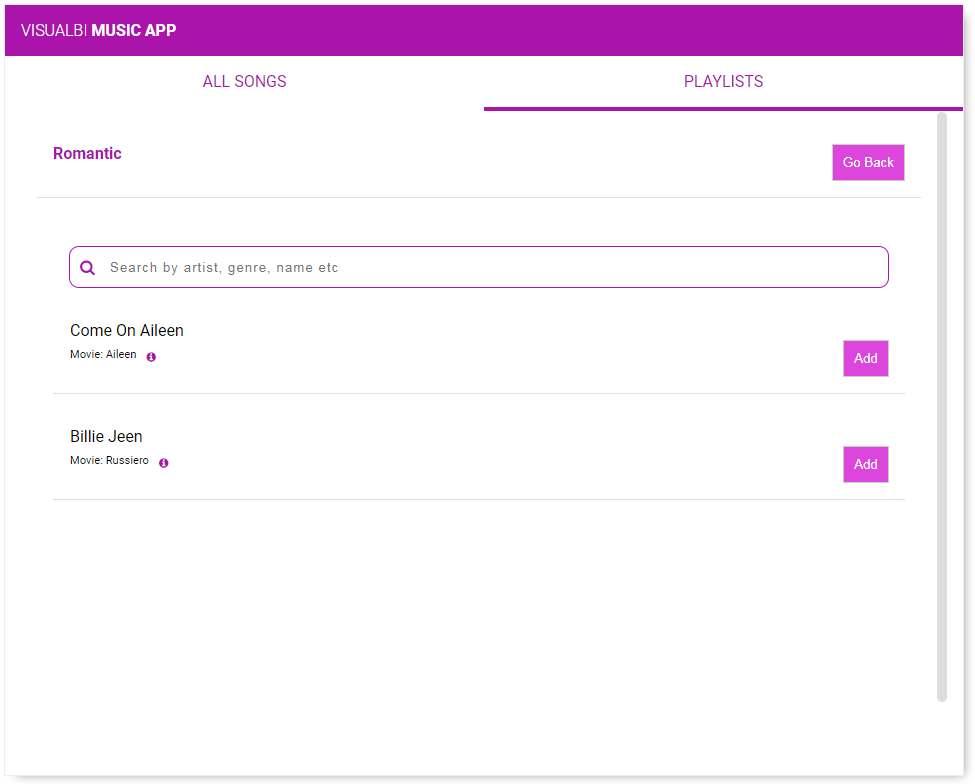 VISUALBI MUSIC APP
ALL SONGS
PLAYLISTS
Romantic
Go Back
Search by artist, genre, name etc
Come On Aileen
Movie: Aileen
Add
Billie Jeen
Movie: Russiero
Add